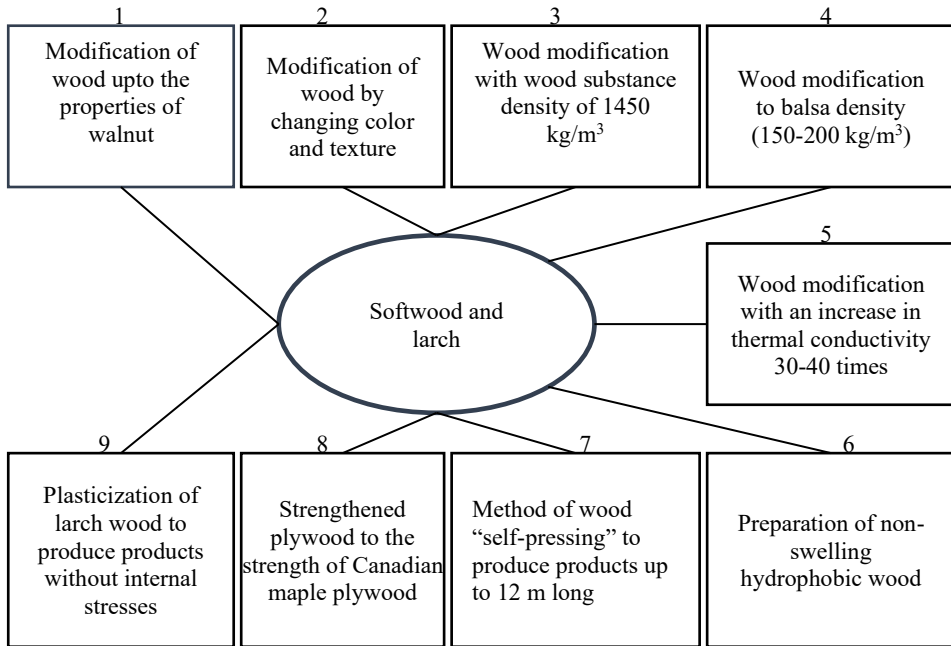 1
Modification of
wood upto the
properties of
walnut
2
Modification of
wood by
changing color
and texture
3
Wood modification
with wood substance
density of 1450
kg/m³
4
Wood modification
to balsa density
(150-200 kg/m³)
5
Wood modification
with an increase in
thermal conductivity
30-40 times
Softwood and
larch
9
Plasticization of
larch wood to
produce products
without internal
stresses
8
Strengthened
plywood to the
strength of Canadian
maple plywood
7
Method of wood
“self-pressing” to
produce products up
to 12 m long
6
Preparation of non-
swelling
hydrophobic wood